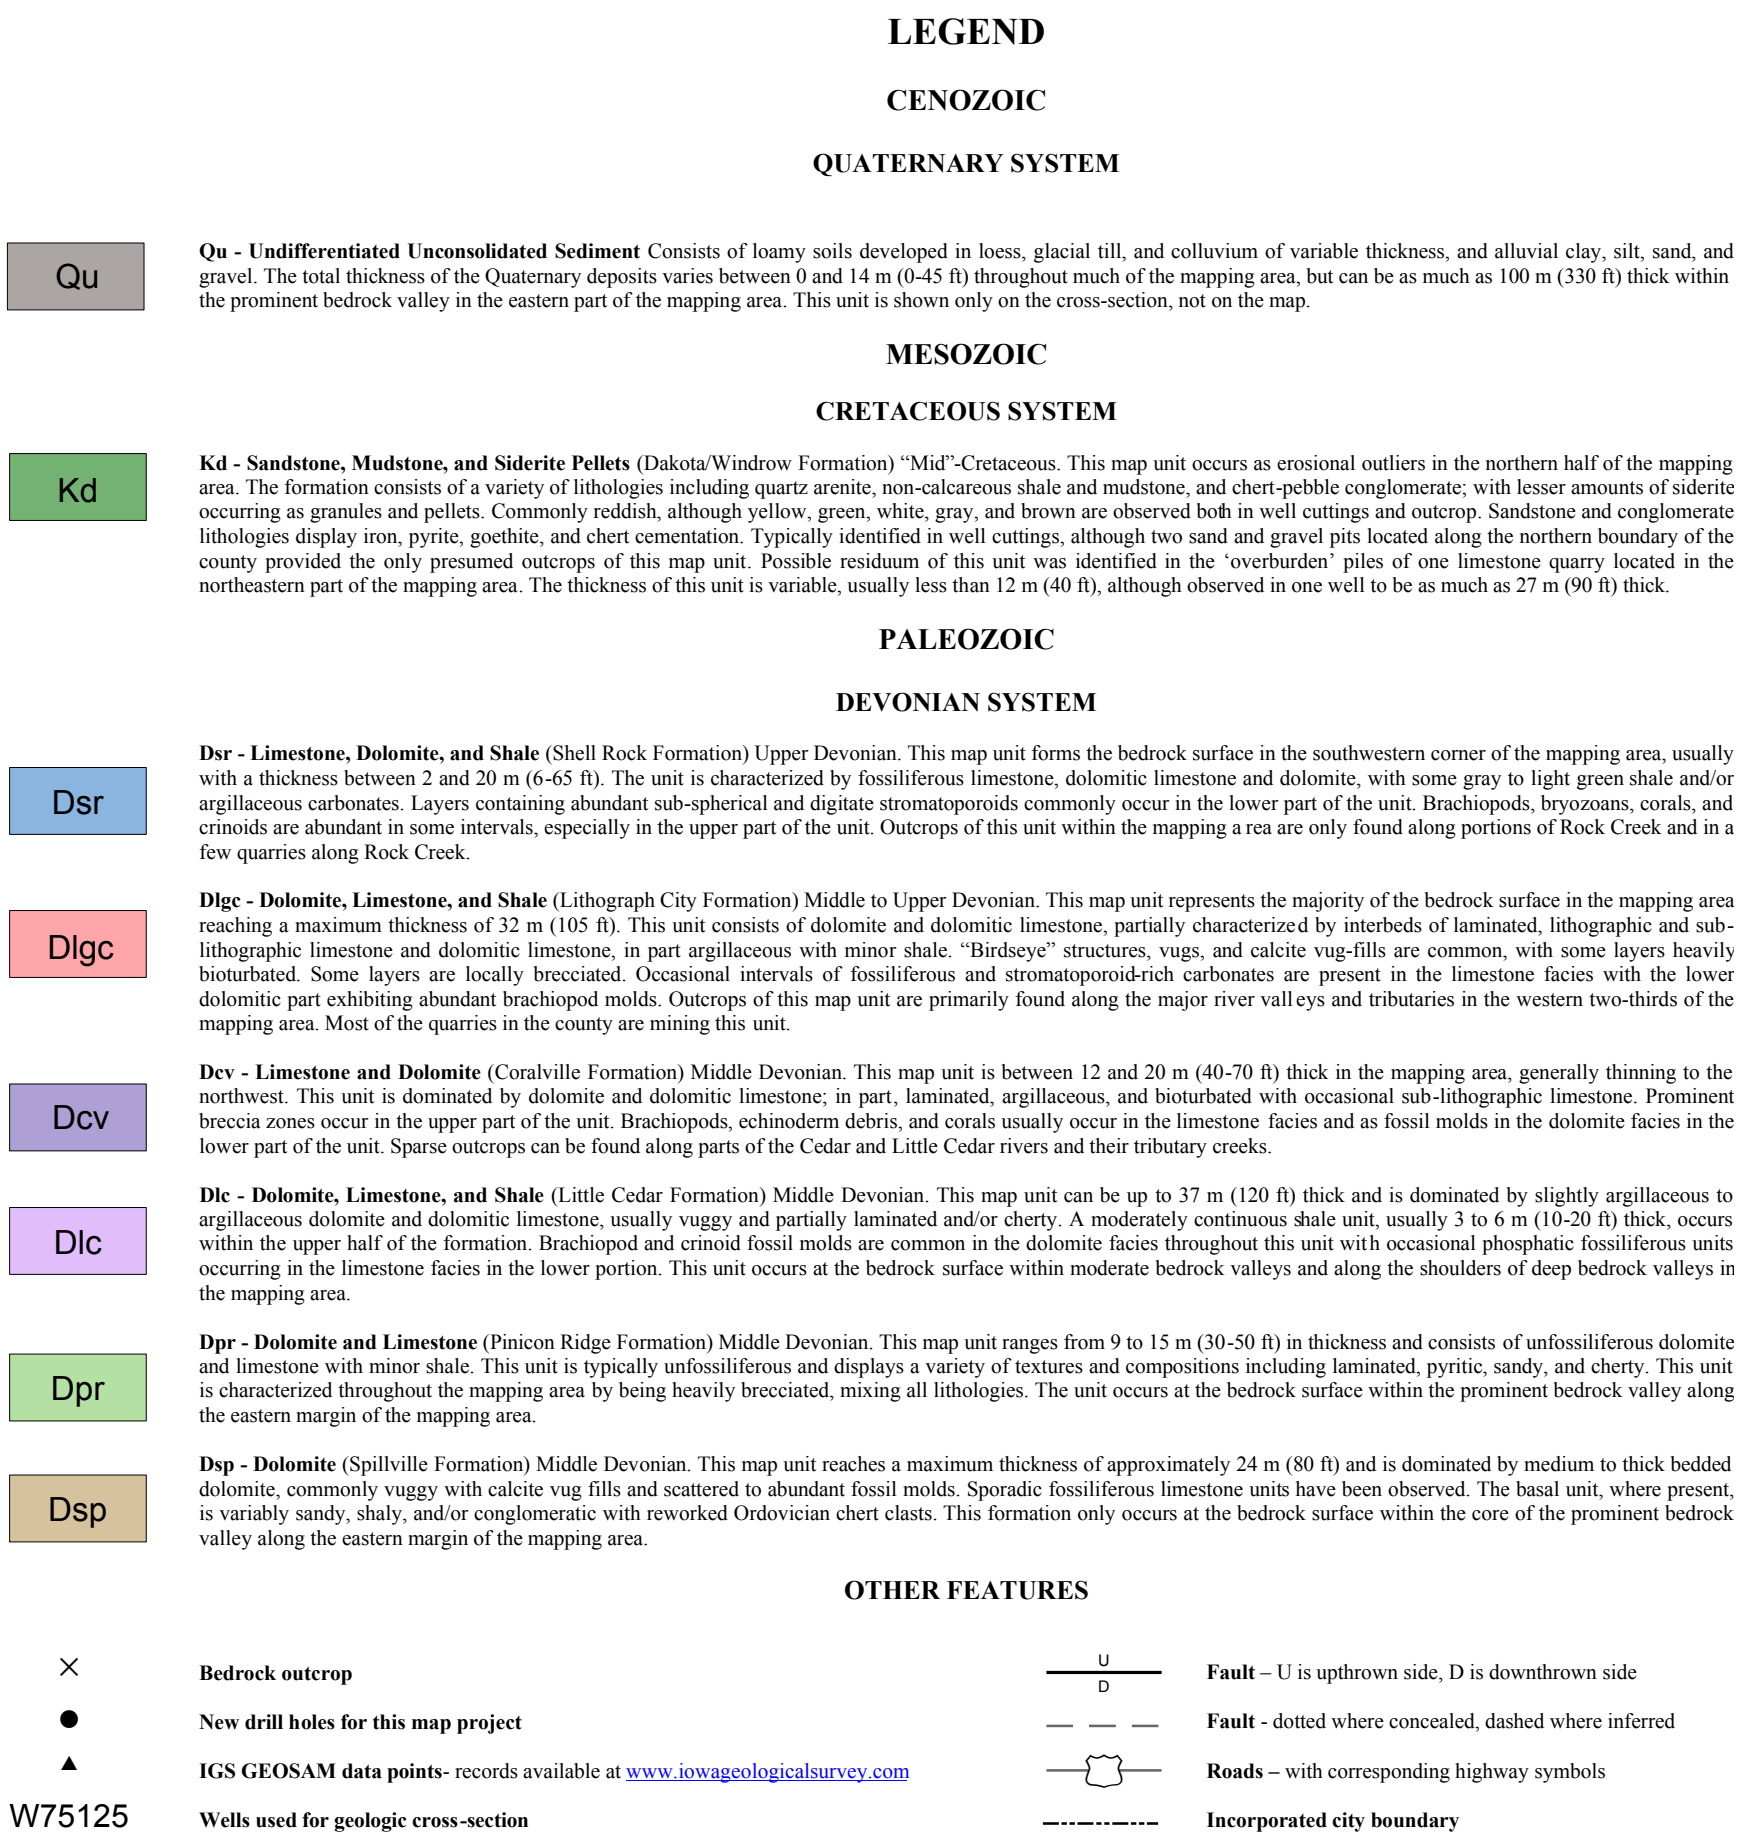 LEGEND
CENOZOIC
QUATERNARY SYSTEM
Qu
Qu - Undifferentiated Unconsolidated Sediment Consists of loamy soils developed in loess, glacial till, and colluvium of variable thickness, and alluvial clay, silt, sand, and
gravel. The total thickness of the Quaternary deposits varies between 0 and 14 m (0-45 ft) throughout much of the mapping area, but can be as much as 100 m (330 ft) thick within
the prominent bedrock valley in the eastern part of the mapping area. This unit is shown only on the cross-section, not on the map.
MESOZOIC
CRETACEOUS SYSTEM
Kd
Kd - Sandstone, Mudstone, and Siderite Pellets (Dakota/Windrow Formation) “Mid”-Cretaceous. This map unit occurs as erosional outliers in the northern half of the mapping
area. The formation consists of a variety of lithologies including quartz arenite, non-calcareous shale and mudstone, and chert-pebble conglomerate; with lesser amounts of siderite
occurring as granules and pellets. Commonly reddish, although yellow, green, white, gray, and brown are observed both in well cuttings and outcrop. Sandstone and conglomerate
lithologies display iron, pyrite, goethite, and chert cementation. Typically identified in well cuttings, although two sand and gravel pits located along the northern boundary of the
county provided the only presumed outcrops of this map unit. Possible residuum of this unit was identified in the ‘overburden’ piles of one limestone quarry located in the
northeastern part of the mapping area. The thickness of this unit is variable, usually less than 12 m (40 ft), although observed in one well to be as much as 27 m (90 ft) thick.
PALEOZOIC
DEVONIAN SYSTEM
Dsr
Dsr - Limestone, Dolomite, and Shale (Shell Rock Formation) Upper Devonian. This map unit forms the bedrock surface in the southwestern corner of the mapping area, usually
with a thickness between 2 and 20 m (6-65 ft). The unit is characterized by fossiliferous limestone, dolomitic limestone and dolomite, with some gray to light green shale and/or
argillaceous carbonates. Layers containing abundant sub-spherical and digitate stromatoporoids commonly occur in the lower part of the unit. Brachiopods, bryozoans, corals, and
crinoids are abundant in some intervals, especially in the upper part of the unit. Outcrops of this unit within the mapping a rea are only found along portions of Rock Creek and in a
few quarries along Rock Creek.
Dlgc
Dlgc - Dolomite, Limestone, and Shale (Lithograph City Formation) Middle to Upper Devonian. This map unit represents the majority of the bedrock surface in the mapping area
reaching a maximum thickness of 32 m (105 ft). This unit consists of dolomite and dolomitic limestone, partially characterized by interbeds of laminated, lithographic and sub-
lithographic limestone and dolomitic limestone, in part argillaceous with minor shale. “Birdseye” structures, vugs, and calcite vug-fills are common, with some layers heavily
bioturbated. Some layers are locally brecciated. Occasional intervals of fossiliferous and stromatoporoid-rich carbonates are present in the limestone facies with the lower
dolomitic part exhibiting abundant brachiopod molds. Outcrops of this map unit are primarily found along the major river valleys and tributaries in the western two-thirds of the
mapping area. Most of the quarries in the county are mining this unit.
Dcv
Dcv - Limestone and Dolomite (Coralville Formation) Middle Devonian. This map unit is between 12 and 20 m (40-70 ft) thick in the mapping area, generally thinning to the
northwest. This unit is dominated by dolomite and dolomitic limestone; in part, laminated, argillaceous, and bioturbated with occasional sub-lithographic limestone. Prominent
breccia zones occur in the upper part of the unit. Brachiopods, echinoderm debris, and corals usually occur in the limestone facies and as fossil molds in the dolomite facies in the
lower part of the unit. Sparse outcrops can be found along parts of the Cedar and Little Cedar rivers and their tributary creeks.
Dlc
Dlc - Dolomite, Limestone, and Shale (Little Cedar Formation) Middle Devonian. This map unit can be up to 37 m (120 ft) thick and is dominated by slightly argillaceous to
argillaceous dolomite and dolomitic limestone, usually vuggy and partially laminated and/or cherty. A moderately continuous shale unit, usually 3 to 6 m (10-20 ft) thick, occurs
within the upper half of the formation. Brachiopod and crinoid fossil molds are common in the dolomite facies throughout this unit with occasional phosphatic fossiliferous units
occurring in the limestone facies in the lower portion. This unit occurs at the bedrock surface within moderate bedrock valleys and along the shoulders of deep bedrock valleys in
the mapping area.
Dpr
Dpr - Dolomite and Limestone (Pinicon Ridge Formation) Middle Devonian. This map unit ranges from 9 to 15 m (30-50 ft) in thickness and consists of unfossiliferous dolomite
and limestone with minor shale. This unit is typically unfossiliferous and displays a variety of textures and compositions including laminated, pyritic, sandy, and cherty. This unit
is characterized throughout the mapping area by being heavily brecciated, mixing all lithologies. The unit occurs at the bedrock surface within the prominent bedrock valley along
the eastern margin of the mapping area.
Dsp
Dsp - Dolomite (Spillville Formation) Middle Devonian. This map unit reaches a maximum thickness of approximately 24 m (80 ft) and is dominated by medium to thick bedded
dolomite, commonly vuggy with calcite vug fills and scattered to abundant fossil molds. Sporadic fossiliferous limestone units have been observed. The basal unit, where present,
is variably sandy, shaly, and/or conglomeratic with reworked Ordovician chert clasts. This formation only occurs at the bedrock surface within the core of the prominent bedrock
valley along the eastern margin of the mapping area.
OTHER FEATURES
Bedrock outcrop
New drill holes for this map project
IGS GEOSAM data points- records available at www.iowageologicalsurvey.com
W75125 Wells used for geologic cross-section
U
D
Fault – U is upthrown side, D is downthrown side
Fault - dotted where concealed, dashed where inferred
Roads – with corresponding highway symbols
Incorporated city boundary